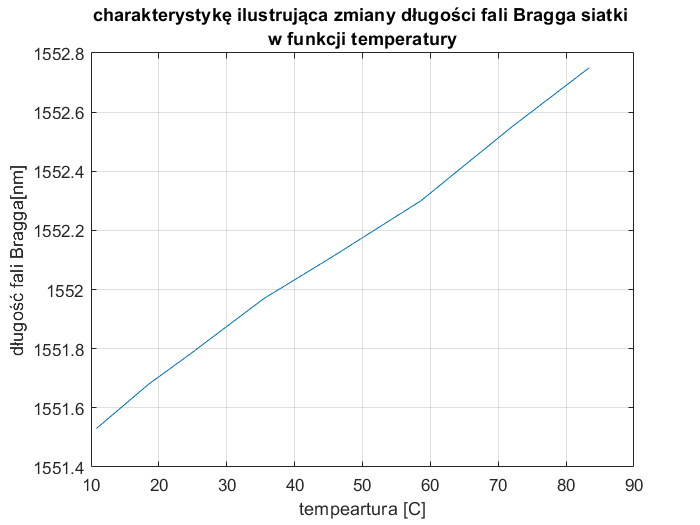 charakterystykę ilustrująca zmiany długości fali Bragga siatki
w funkcji temperatury
1552.8
1552.6
1552.4
1552.2
1552
1551.8
1551.6
1551.4
długość fali Bragga[nm]
10 20 30 40 50 60 70 80 90
tempeartura [C]